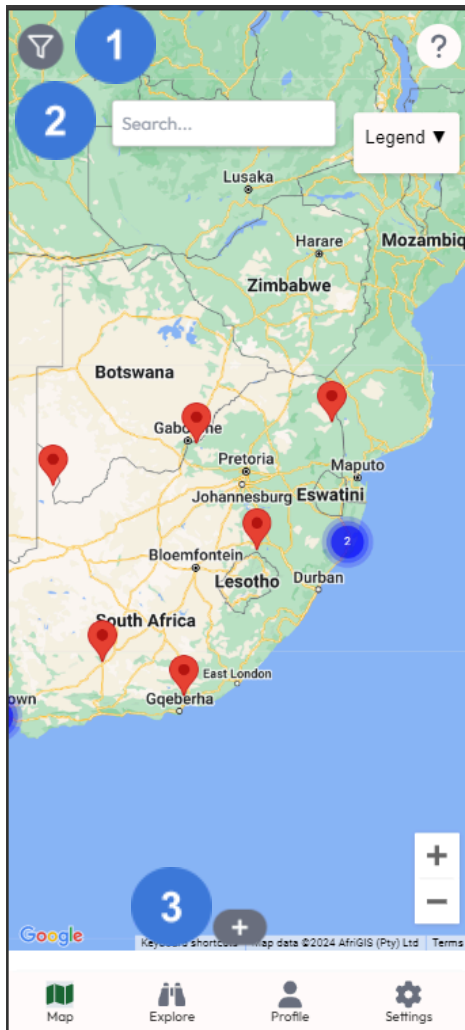 1
?
2
Search...
Legend ▼
Lusaka
Harare
Mozambiq
Zimbabwe
Botswana
Gaborone
Pretoria
Maputo
Johannesburg
Eswatini
2
Bloemfontein
Lesotho
Durban
South Africa
East London
own
Gqeberha
+
−
3
+
Google
Keyboard shortcuts
Map data ©2024 AfriGIS (Pty) Ltd
Terms
Map
Explore
Profile
Settings